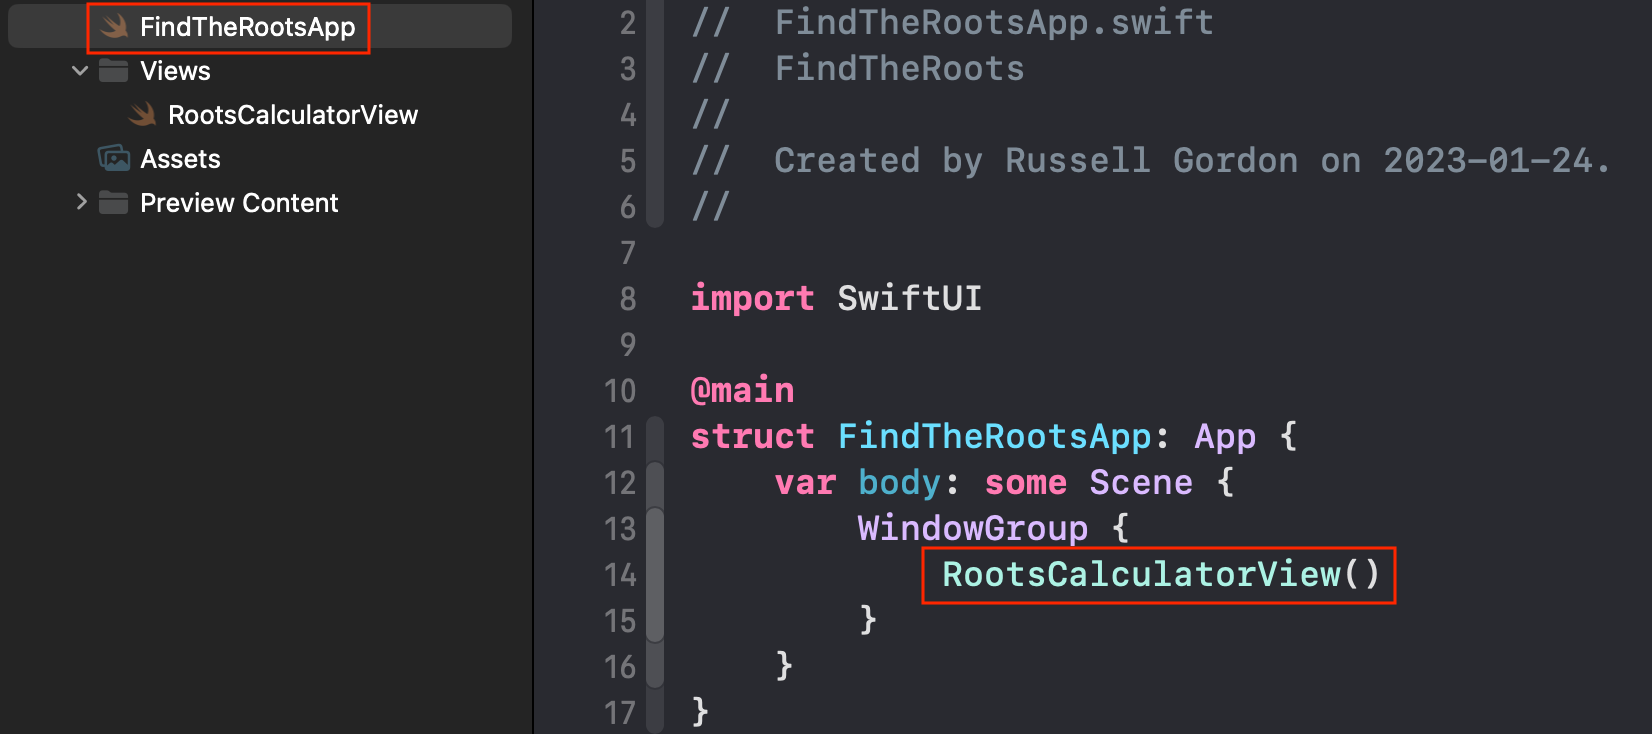 FindTheRootsApp
Views
RootsCalculatorView
Assets
Preview Content
2 //  FindTheRootsApp.swift
3 //  FindTheRoots
4 //
5 //  Created by Russell Gordon on 2023-01-24.
6 //
7
8 import SwiftUI
9
10 @main
11 struct FindTheRootsApp: App {
12     var body: some Scene {
13         WindowGroup {
14             RootsCalculatorView()
15         }
16     }
17 }